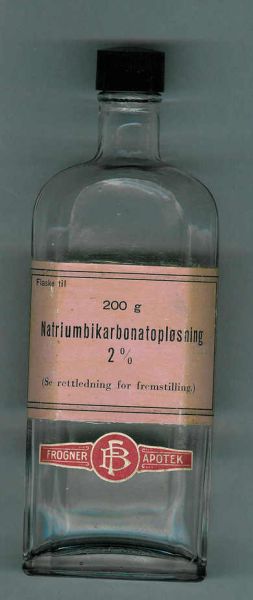 Flaske til
200 g
Natriumbikarbonatopløsning
2 %
(Se rettledning for fremstilling.)
FROGNER FB APOTEK